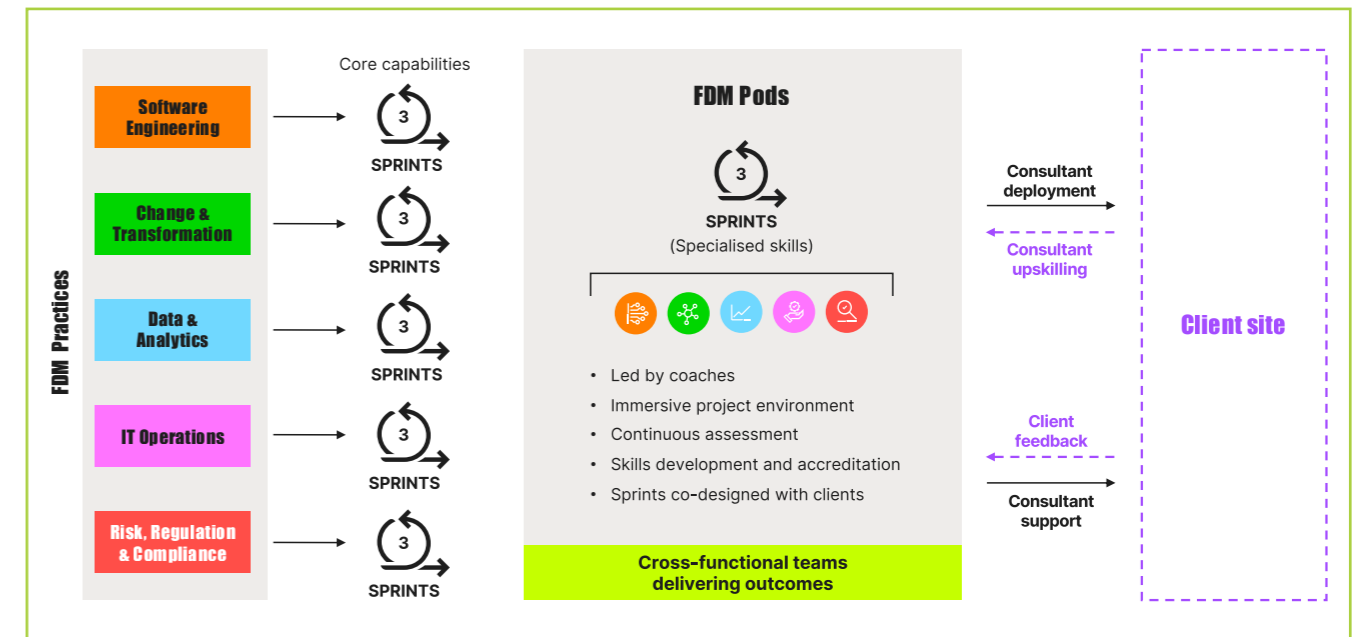 FDM Practices
Software
Engineering
Change &
Transformation
Data &
Analytics
IT Operations
Risk, Regulation
& Compliance
Core capabilities
3
SPRINTS
3
SPRINTS
3
SPRINTS
3
SPRINTS
3
SPRINTS
FDM Pods
3
SPRINTS
(Specialised skills)
• Led by coaches
• Immersive project environment
• Continuous assessment
• Skills development and accreditation
• Sprints co-designed with clients
Cross-functional teams
delivering outcomes
Consultant
deployment
Consultant
upskilling
Client
feedback
Consultant
support
Client site